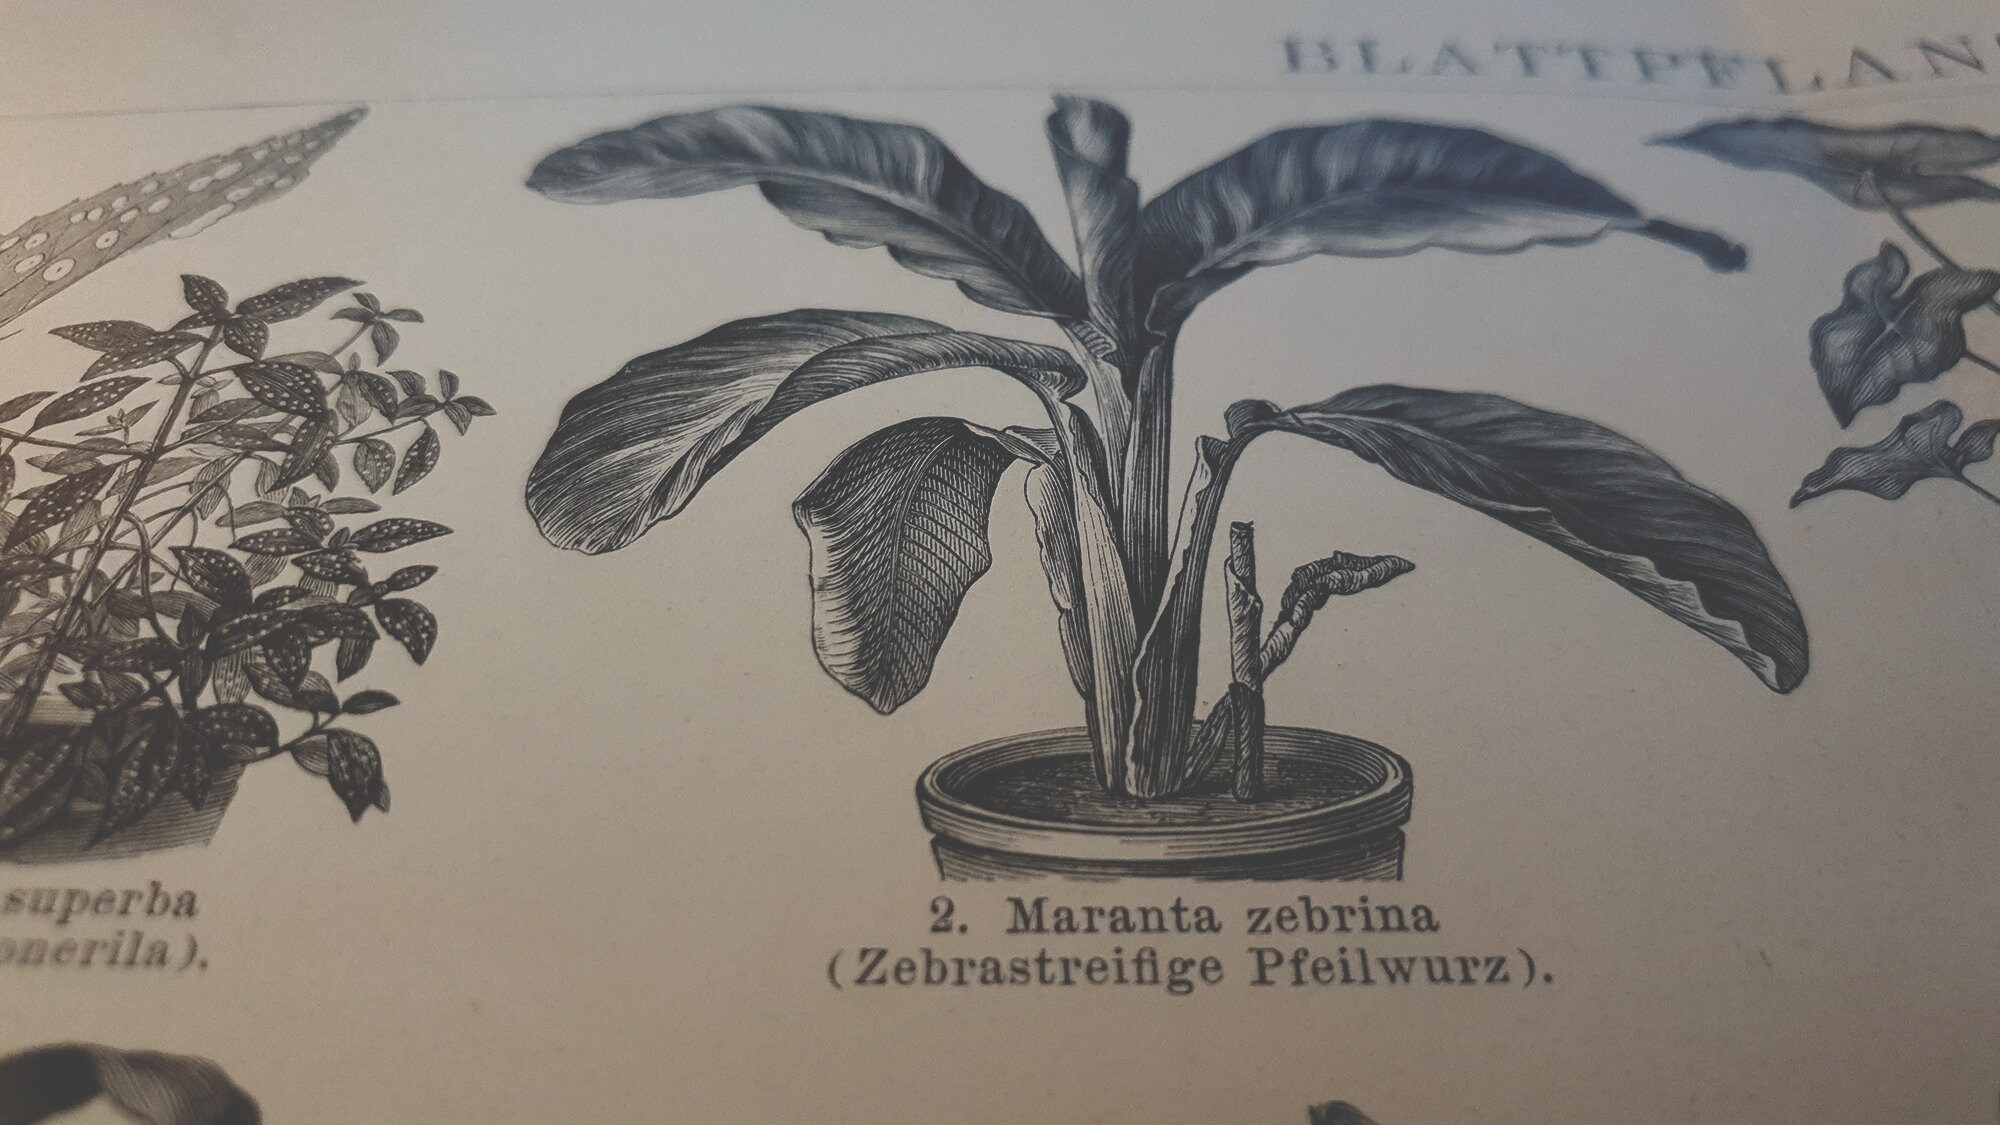 BLATTPFLAN
superba
onerila).
2. Maranta zebrina
(Zebrastreifige Pfeilwurz).